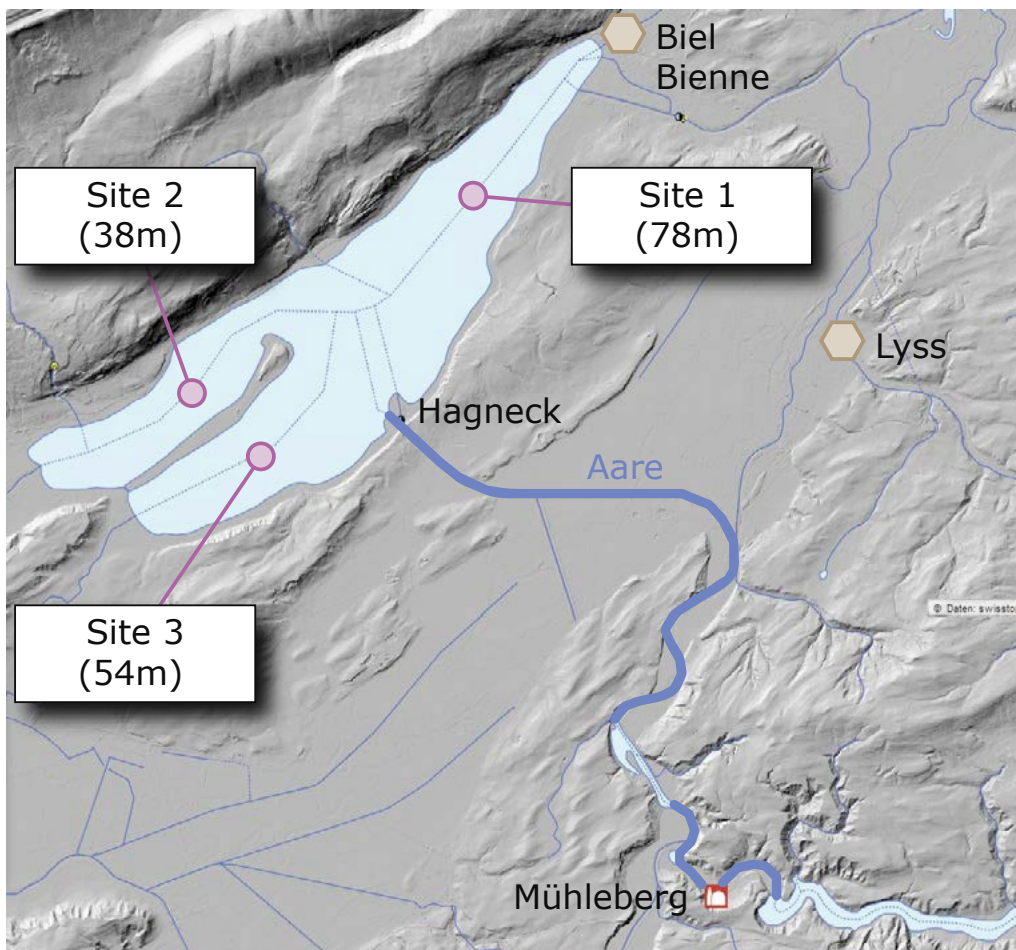 Biel
Bienne
Site 2
(38m)
Site 1
(78m)
Lyss
Hagneck
Aare
© Daten: swissto
Site 3
(54m)
Mühleberg